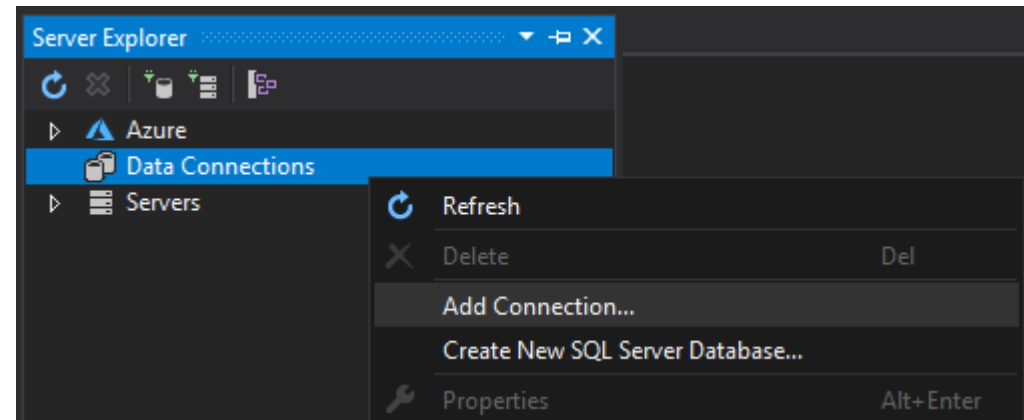 Server Explorer
Azure
Data Connections
Servers
Refresh
Delete Del
Add Connection...
Create New SQL Server Database...
Properties Alt+Enter